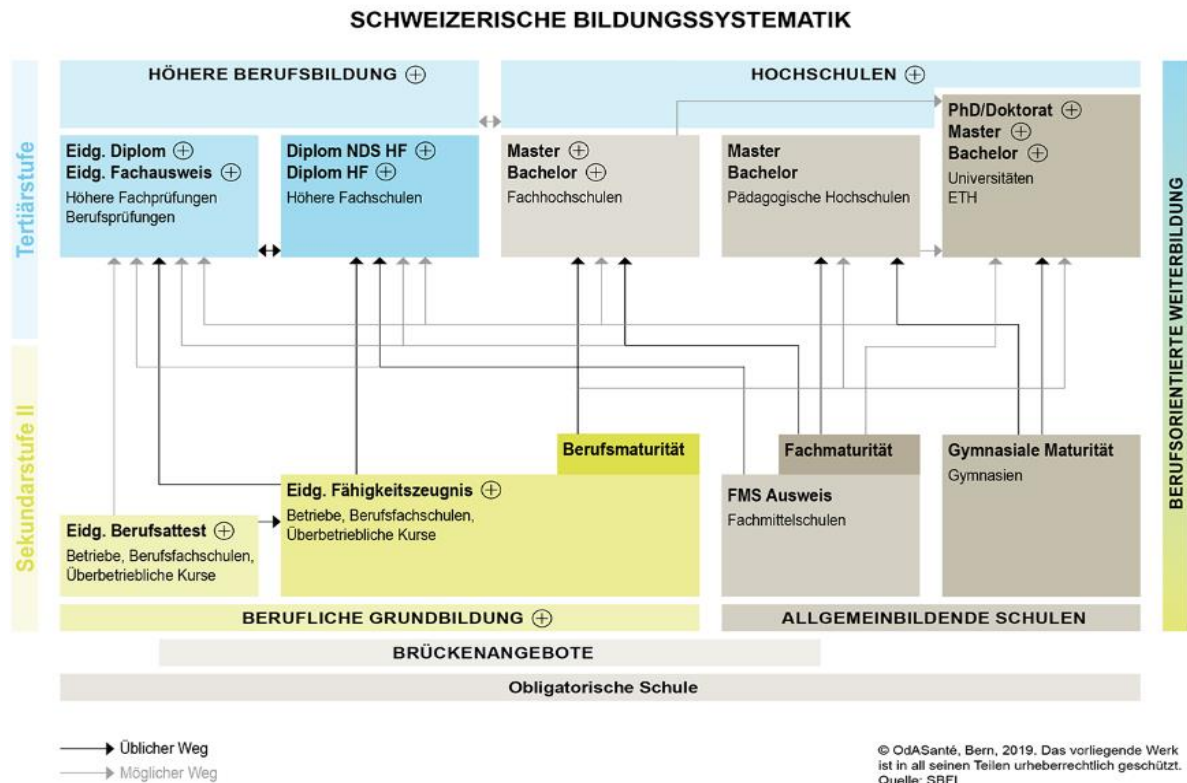 SCHWEIZERISCHE BILDUNGSSYSTEMATIK
HÖHERE BERUFSBILDUNG ⊕
HOCHSCHULEN ⊕
Tertiärstufe
Eidg. Diplom ⊕
Eidg. Fachausweis ⊕
Höhere Fachprüfungen
Berufsprüfungen
Diplom NDS HF ⊕
Diplom HF ⊕
Höhere Fachschulen
Master ⊕
Bachelor ⊕
Fachhochschulen
Master
Bachelor
Pädagogische Hochschulen
PhD/Doktorat ⊕
Master ⊕
Bachelor ⊕
Universitäten
ETH
BERUFSORIENTIERTE WEITERBILDUNG
Sekundarstufe II
Berufsmaturität
Eidg. Fähigkeitszeugnis ⊕
Betriebe, Berufsfachschulen,
Überbetriebliche Kurse
Eidg. Berufsattest ⊕
Betriebe, Berufsfachschulen,
Überbetriebliche Kurse
Fachmaturität
FMS Ausweis
Fachmittelschulen
Gymnasiale Maturität
Gymnasien
BERUFLICHE GRUNDBILDUNG ⊕
ALLGEMEINBILDENDE SCHULEN
BRÜCKENANGEBOTE
Obligatorische Schule
Üblicher Weg
Möglicher Weg
© OdASanté, Bern, 2019. Das vorliegende Werk
ist in all seinen Teilen urheberrechtlich geschützt.
Quelle: SBFI